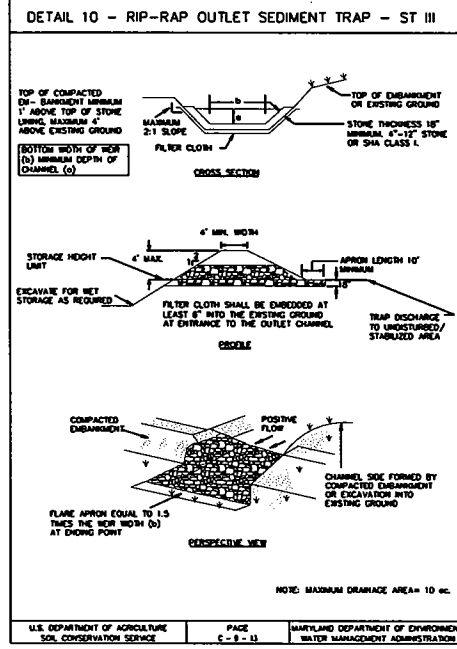 DETAIL 10 - RIP-RAP OUTLET SEDIMENT TRAP - ST III
TOP OF COMPACTED
EM- BANKMENT MINIMUM
1' ABOVE TOP OF STONE
LINING, MAXIMUM 4'
ABOVE EXISTING GROUND
BOTTOM WIDTH OF WEIR
(b) MINIMUM DEPTH OF
CHANNEL (a)
MAXIMUM
2:1 SLOPE
FILTER CLOTH
b
a
TOP OF EMBANKMENT
OR EXISTING GROUND
STONE THICKNESS 18"
MINIMUM, 4"-12" STONE
OR SHA CLASS I.
CROSS SECTION
4' MIN. WIDTH
STORAGE HEIGHT
LIMIT
4' MAX.
APRON LENGTH 10'
MINIMUM
18"
EXCAVATE FOR WET
STORAGE AS REQUIRED
FILTER CLOTH SHALL BE EMBEDDED AT
LEAST 6" INTO THE EXISTING GROUND
AT ENTRANCE TO THE OUTLET CHANNEL
TRAP DISCHARGE
TO UNDISTURBED/
STABILIZED AREA
PROFILE
COMPACTED
EMBANKMENT
POSITIVE
FLOW
CHANNEL SIDE FORMED BY
COMPACTED EMBANKMENT
OR EXCAVATION INTO
EXISTING GROUND
FLARE APRON EQUAL TO 1.5
TIMES THE WEIR WIDTH (b)
AT ENDING POINT
PERSPECTIVE VIEW
NOTE: MAXIMUM DRAINAGE AREA= 10 ac.
U.S. DEPARTMENT OF AGRICULTURE
SOIL CONSERVATION SERVICE
PAGE
C - 9 - 13
MARYLAND DEPARTMENT OF ENVIRONMEN
WATER MANAGEMENT ADMINISTRATION